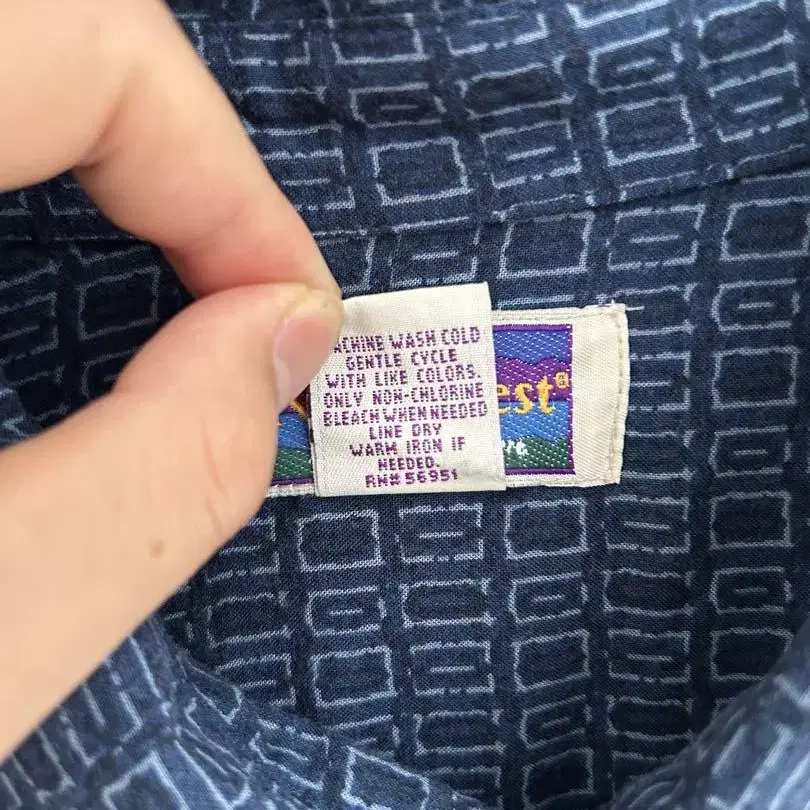 ACHINE WASH COLD
GENTLE CYCLE
WITH LIKE COLORS.
ONLY NON-CHLORINE
BLEACH WHEN NEEDED
LINE DRY
WARM IRON IF
NEEDED.
RN# 56951
est®